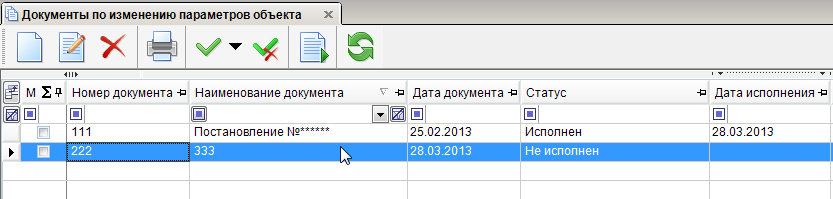 Документы по изменению параметров объекта
М Σ Номер документа Наименование документа Дата документа Статус Дата исполнения
111 Постановление №****** 25.02.2013 Исполнен 28.03.2013
222 333 28.03.2013 Не исполнен